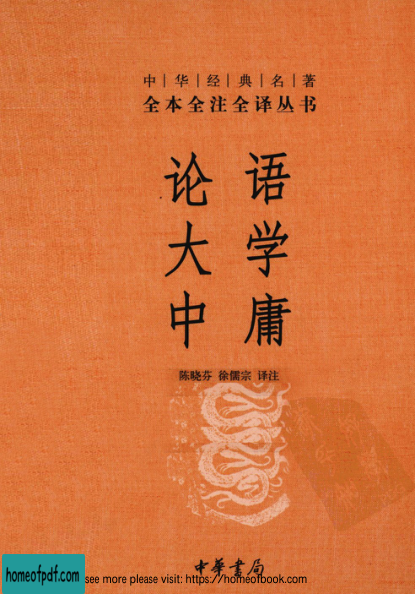 中|华|经|典|名|著
全本全注全译丛书
论语
大学
中庸
陈晓芬 徐儒宗 译注
中華書局
homeofpdf.com
see more please visit: https://homeofbook.com